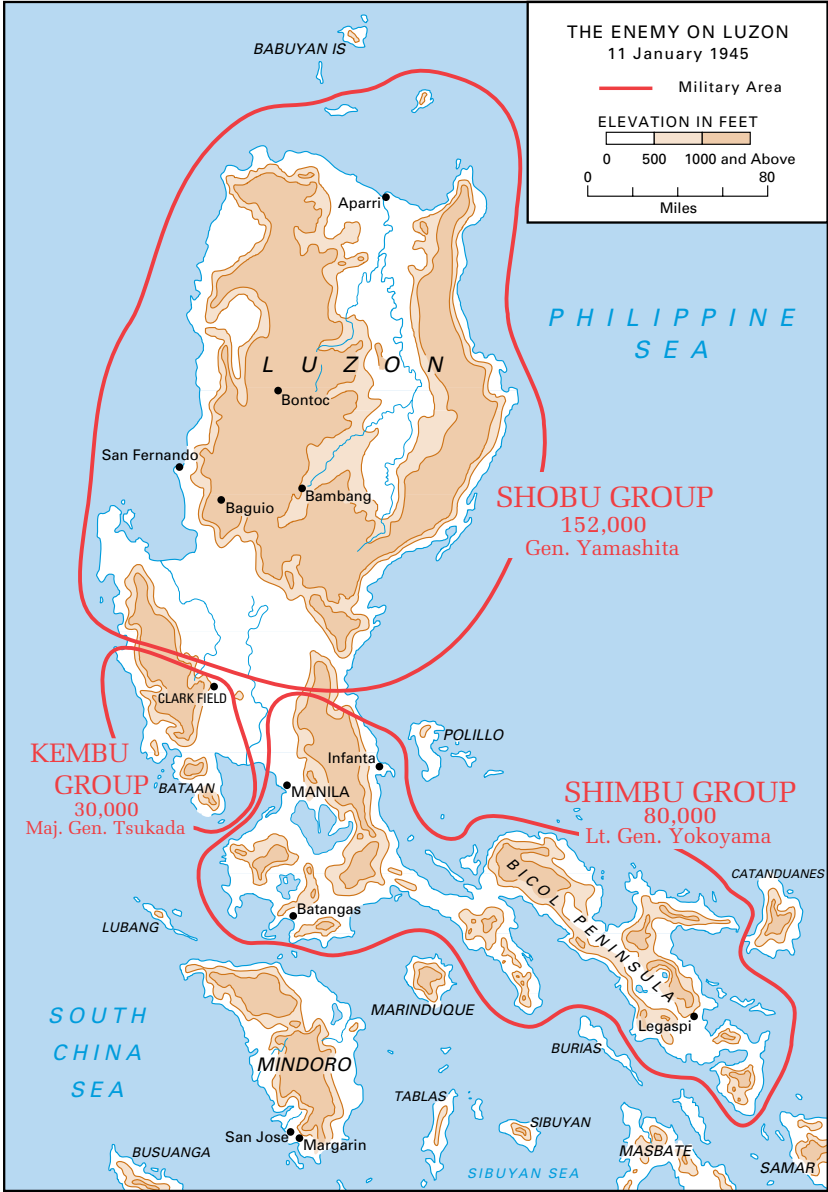 THE ENEMY ON LUZON
11 January 1945
Military Area
ELEVATION IN FEET
0 500 1000 and Above
0 80
Miles
BABUYAN IS
Aparri
PHILIPPINE
SEA
LUZON
Bontoc
San Fernando
Bambang
Baguio
SHOBU GROUP
152,000
Gen. Yamashita
CLARK FIELD
POLILLO
KEMBU
GROUP
30,000
Maj. Gen. Tsukada
BATAAN
Infanta
MANILA
SHIMBU GROUP
80,000
Lt. Gen. Yokoyama
CATANDUANES
BICOL PENINSULA
Batangas
LUBANG
MARINDUQUE
Legaspi
SOUTH
CHINA
SEA
BURIAS
MINDORO
TABLAS
SIBUYAN
San Jose
Margarin
BUSUANGA
MASBATE
SIBUYAN SEA
SAMAR